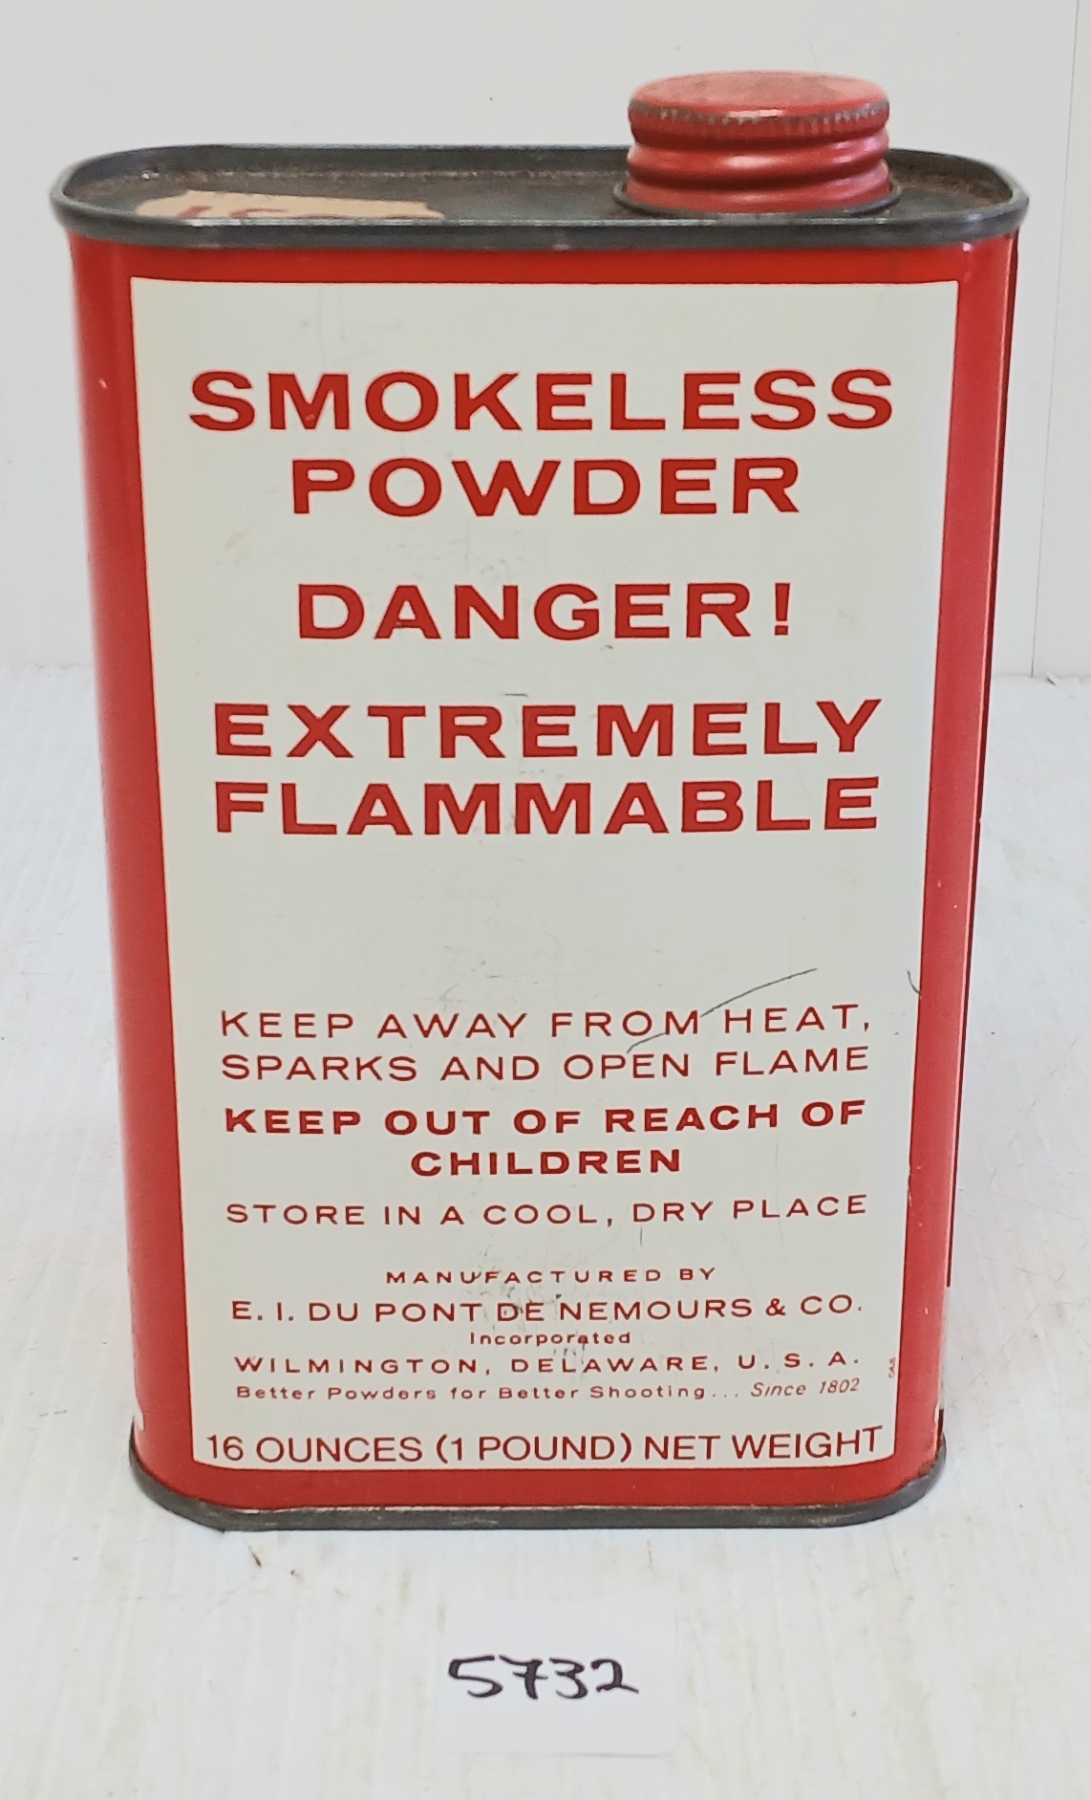 SMOKELESS
POWDER
DANGER!
EXTREMELY
FLAMMABLE
KEEP AWAY FROM HEAT,
SPARKS AND OPEN FLAME
KEEP OUT OF REACH OF
CHILDREN
STORE IN A COOL, DRY PLACE
MANUFACTURED BY
E. I. DU PONT DE NEMOURS & CO.
Incorporated
WILMINGTON, DELAWARE, U. S. A.
Better Powders for Better Shooting... Since 1802
16 OUNCES (1 POUND) NET WEIGHT
5732